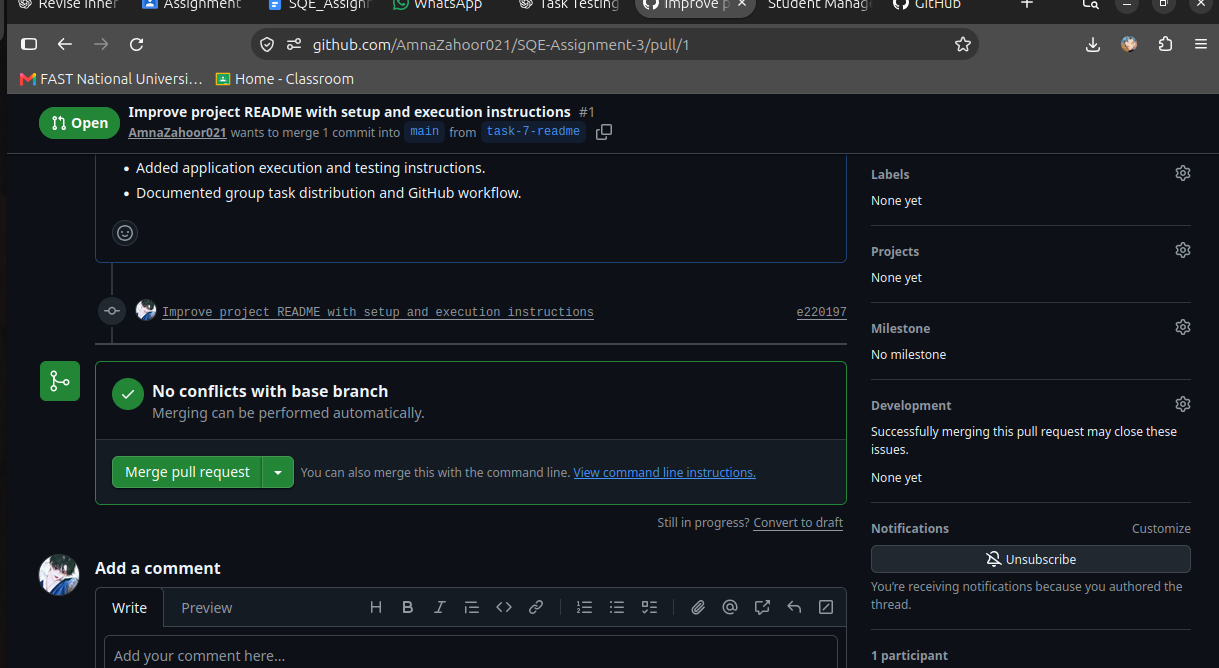 Revise Inner
Assignment
SQE_Assignm
WhatsApp
Task Testing
Improve p
Student Manag
GitHub
github.com/AmnaZahoor021/SQE-Assignment-3/pull/1
FAST National Universi…
Home - Classroom
Open
Improve project README with setup and execution instructions #1
AmnaZahoor021 wants to merge 1 commit into main from task-7-readme
• Added application execution and testing instructions.
• Documented group task distribution and GitHub workflow.
Improve project README with setup and execution instructions
e220197
No conflicts with base branch
Merging can be performed automatically.
Merge pull request
You can also merge this with the command line. View command line instructions.
Still in progress? Convert to draft
Add a comment
Write
Preview
Add your comment here...
Labels
None yet
Projects
None yet
Milestone
No milestone
Development
Successfully merging this pull request may close these
issues.
None yet
Notifications
Customize
Unsubscribe
You're receiving notifications because you authored the
thread.
1 participant